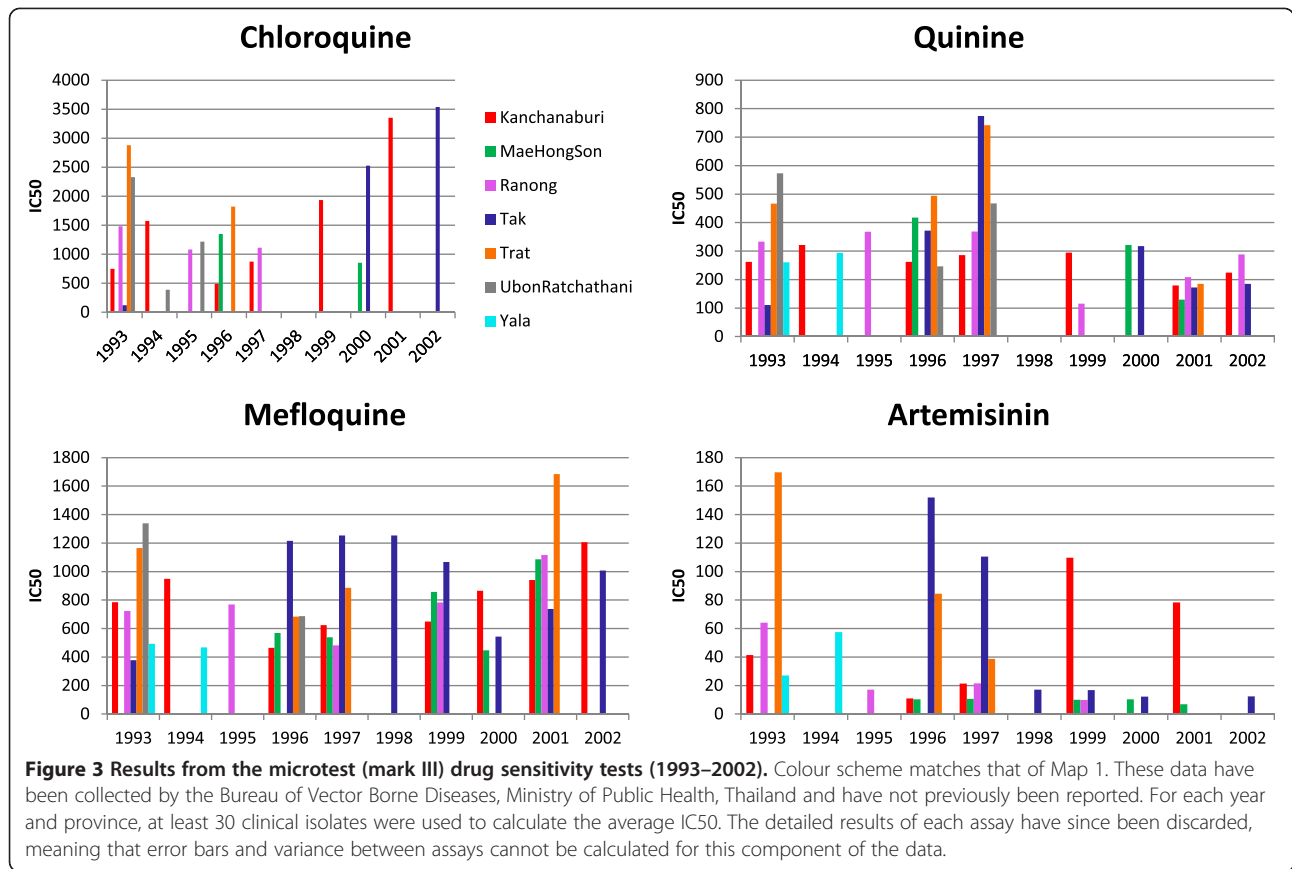 Chloroquine
IC50
4000
3500
3000
2500
2000
1500
1000
500
0
1993
1994
1995
1996
1997
1998
1999
2000
2001
2002
Kanchanaburi
MaeHongSon
Ranong
Tak
Trat
UbonRatchathani
Yala
Quinine
IC50
900
800
700
600
500
400
300
200
100
0
1993 1994 1995 1996 1997 1998 1999 2000 2001 2002
Mefloquine
IC50
1800
1600
1400
1200
1000
800
600
400
200
0
1993 1994 1995 1996 1997 1998 1999 2000 2001 2002
Artemisinin
IC50
180
160
140
120
100
80
60
40
20
0
1993 1994 1995 1996 1997 1998 1999 2000 2001 2002
Figure 3 Results from the microtest (mark III) drug sensitivity tests (1993–2002). Colour scheme matches that of Map 1. These data have
been collected by the Bureau of Vector Borne Diseases, Ministry of Public Health, Thailand and have not previously been reported. For each year
and province, at least 30 clinical isolates were used to calculate the average IC50. The detailed results of each assay have since been discarded,
meaning that error bars and variance between assays cannot be calculated for this component of the data.